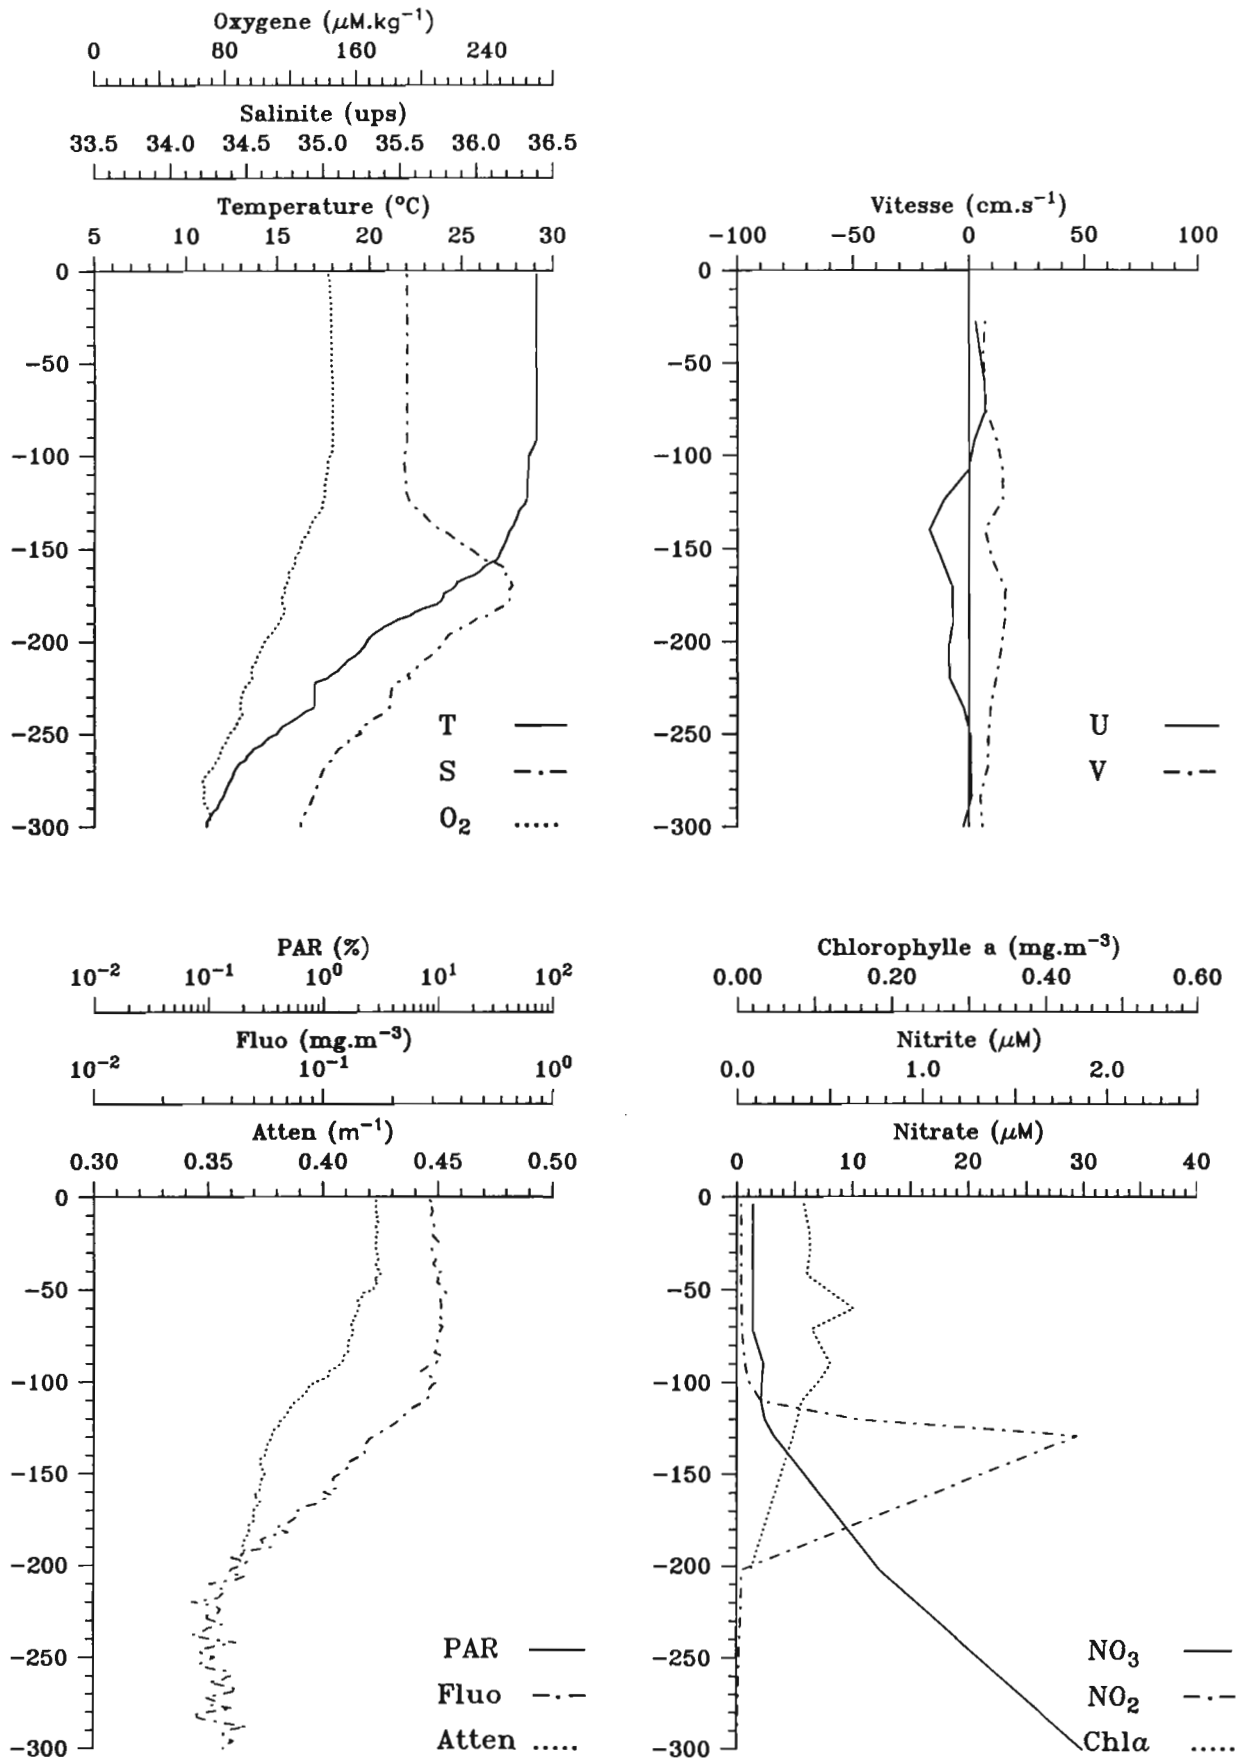 Oxygene (μM.kg⁻¹)
0 80 160 240
Salinite (ups)
33.5 34.0 34.5 35.0 35.5 36.0 36.5
Temperature (°C)
5 10 15 20 25 30
0
−50
−100
−150
−200
−250
−300
T
S
O₂
Vitesse (cm.s⁻¹)
−100 −50 0 50 100
0
−50
−100
−150
−200
−250
−300
U
V
PAR (%)
10⁻² 10⁻¹ 10⁰ 10¹ 10²
Fluo (mg.m⁻³)
10⁻² 10⁻¹ 10⁰
Atten (m⁻¹)
0.30 0.35 0.40 0.45 0.50
0
−50
−100
−150
−200
−250
−300
PAR
Fluo
Atten
Chlorophylle a (mg.m⁻³)
0.00 0.20 0.40 0.60
Nitrite (μM)
0.0 1.0 2.0
Nitrate (μM)
0 10 20 30 40
0
−50
−100
−150
−200
−250
−300
NO₃
NO₂
Chla